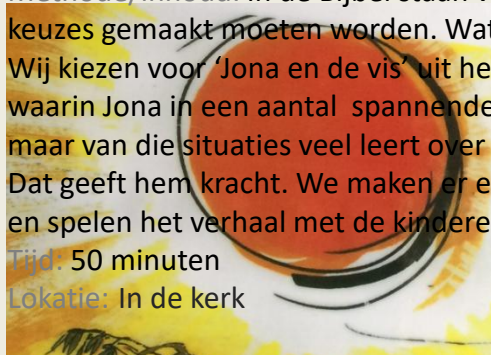 keuzes gemaakt moeten worden. Wat
Wij kiezen voor ‘Jona en de vis’ uit he
waarin Jona in een aantal spannende
maar van die situaties veel leert over
Dat geeft hem kracht. We maken er e
en spelen het verhaal met de kindere
Tijd: 50 minuten
Lokatie: In de kerk